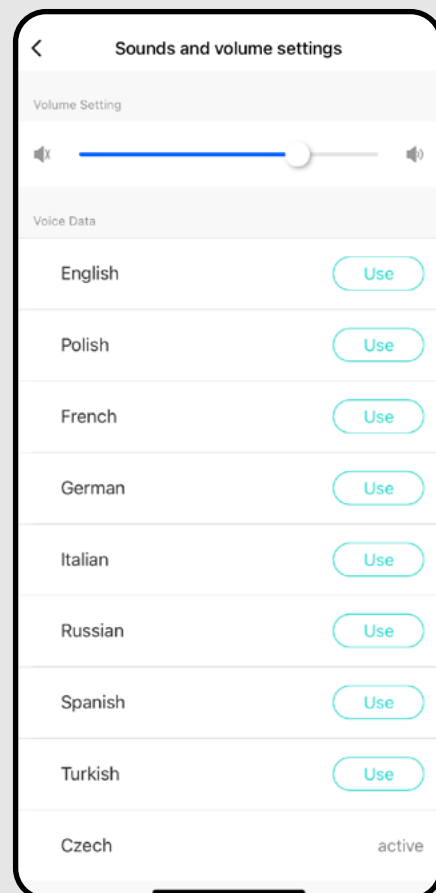 Sounds and volume settings
Volume Setting
Voice Data
English Use
Polish Use
French Use
German Use
Italian Use
Russian Use
Spanish Use
Turkish Use
Czech active